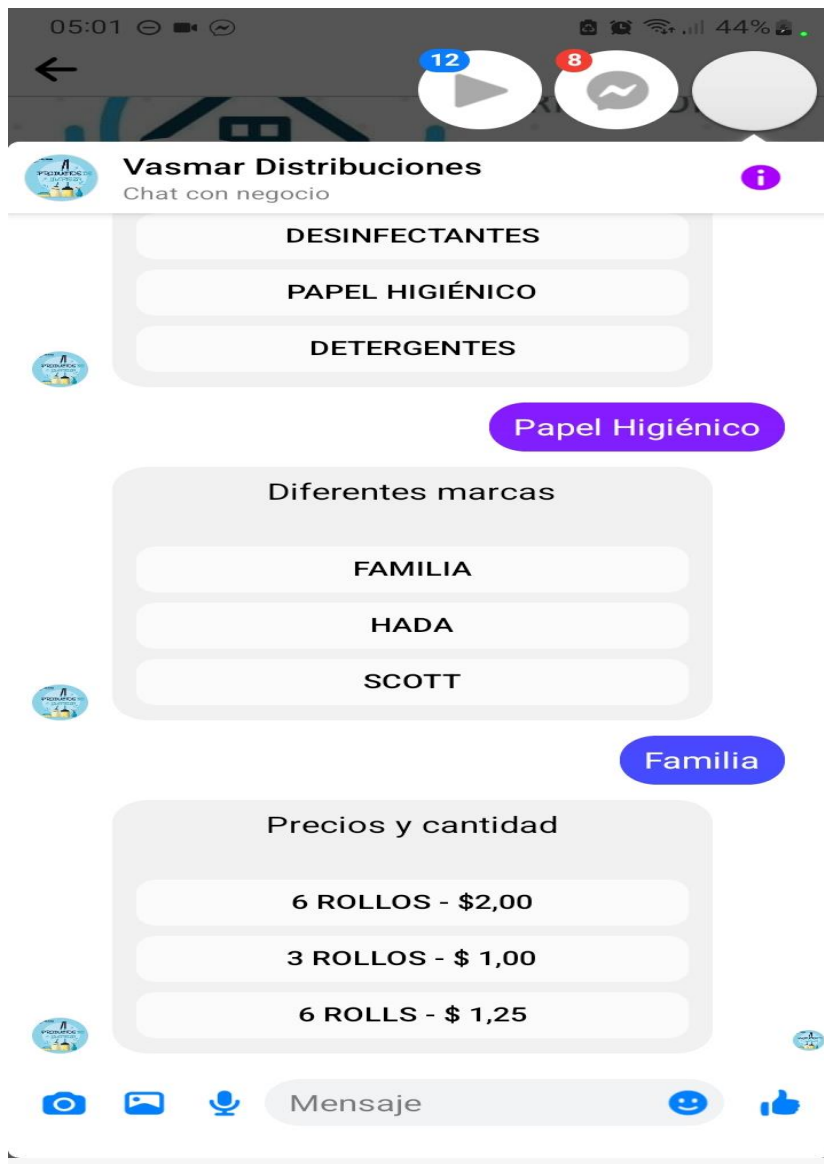 05:01
44%
12
8
Vasmar Distribuciones
Chat con negocio
DESINFECTANTES
PAPEL HIGIÉNICO
DETERGENTES
Papel Higiénico
Diferentes marcas
FAMILIA
HADA
SCOTT
Familia
Precios y cantidad
6 ROLLOS - $2,00
3 ROLLOS - $ 1,00
6 ROLLS - $ 1,25
Mensaje